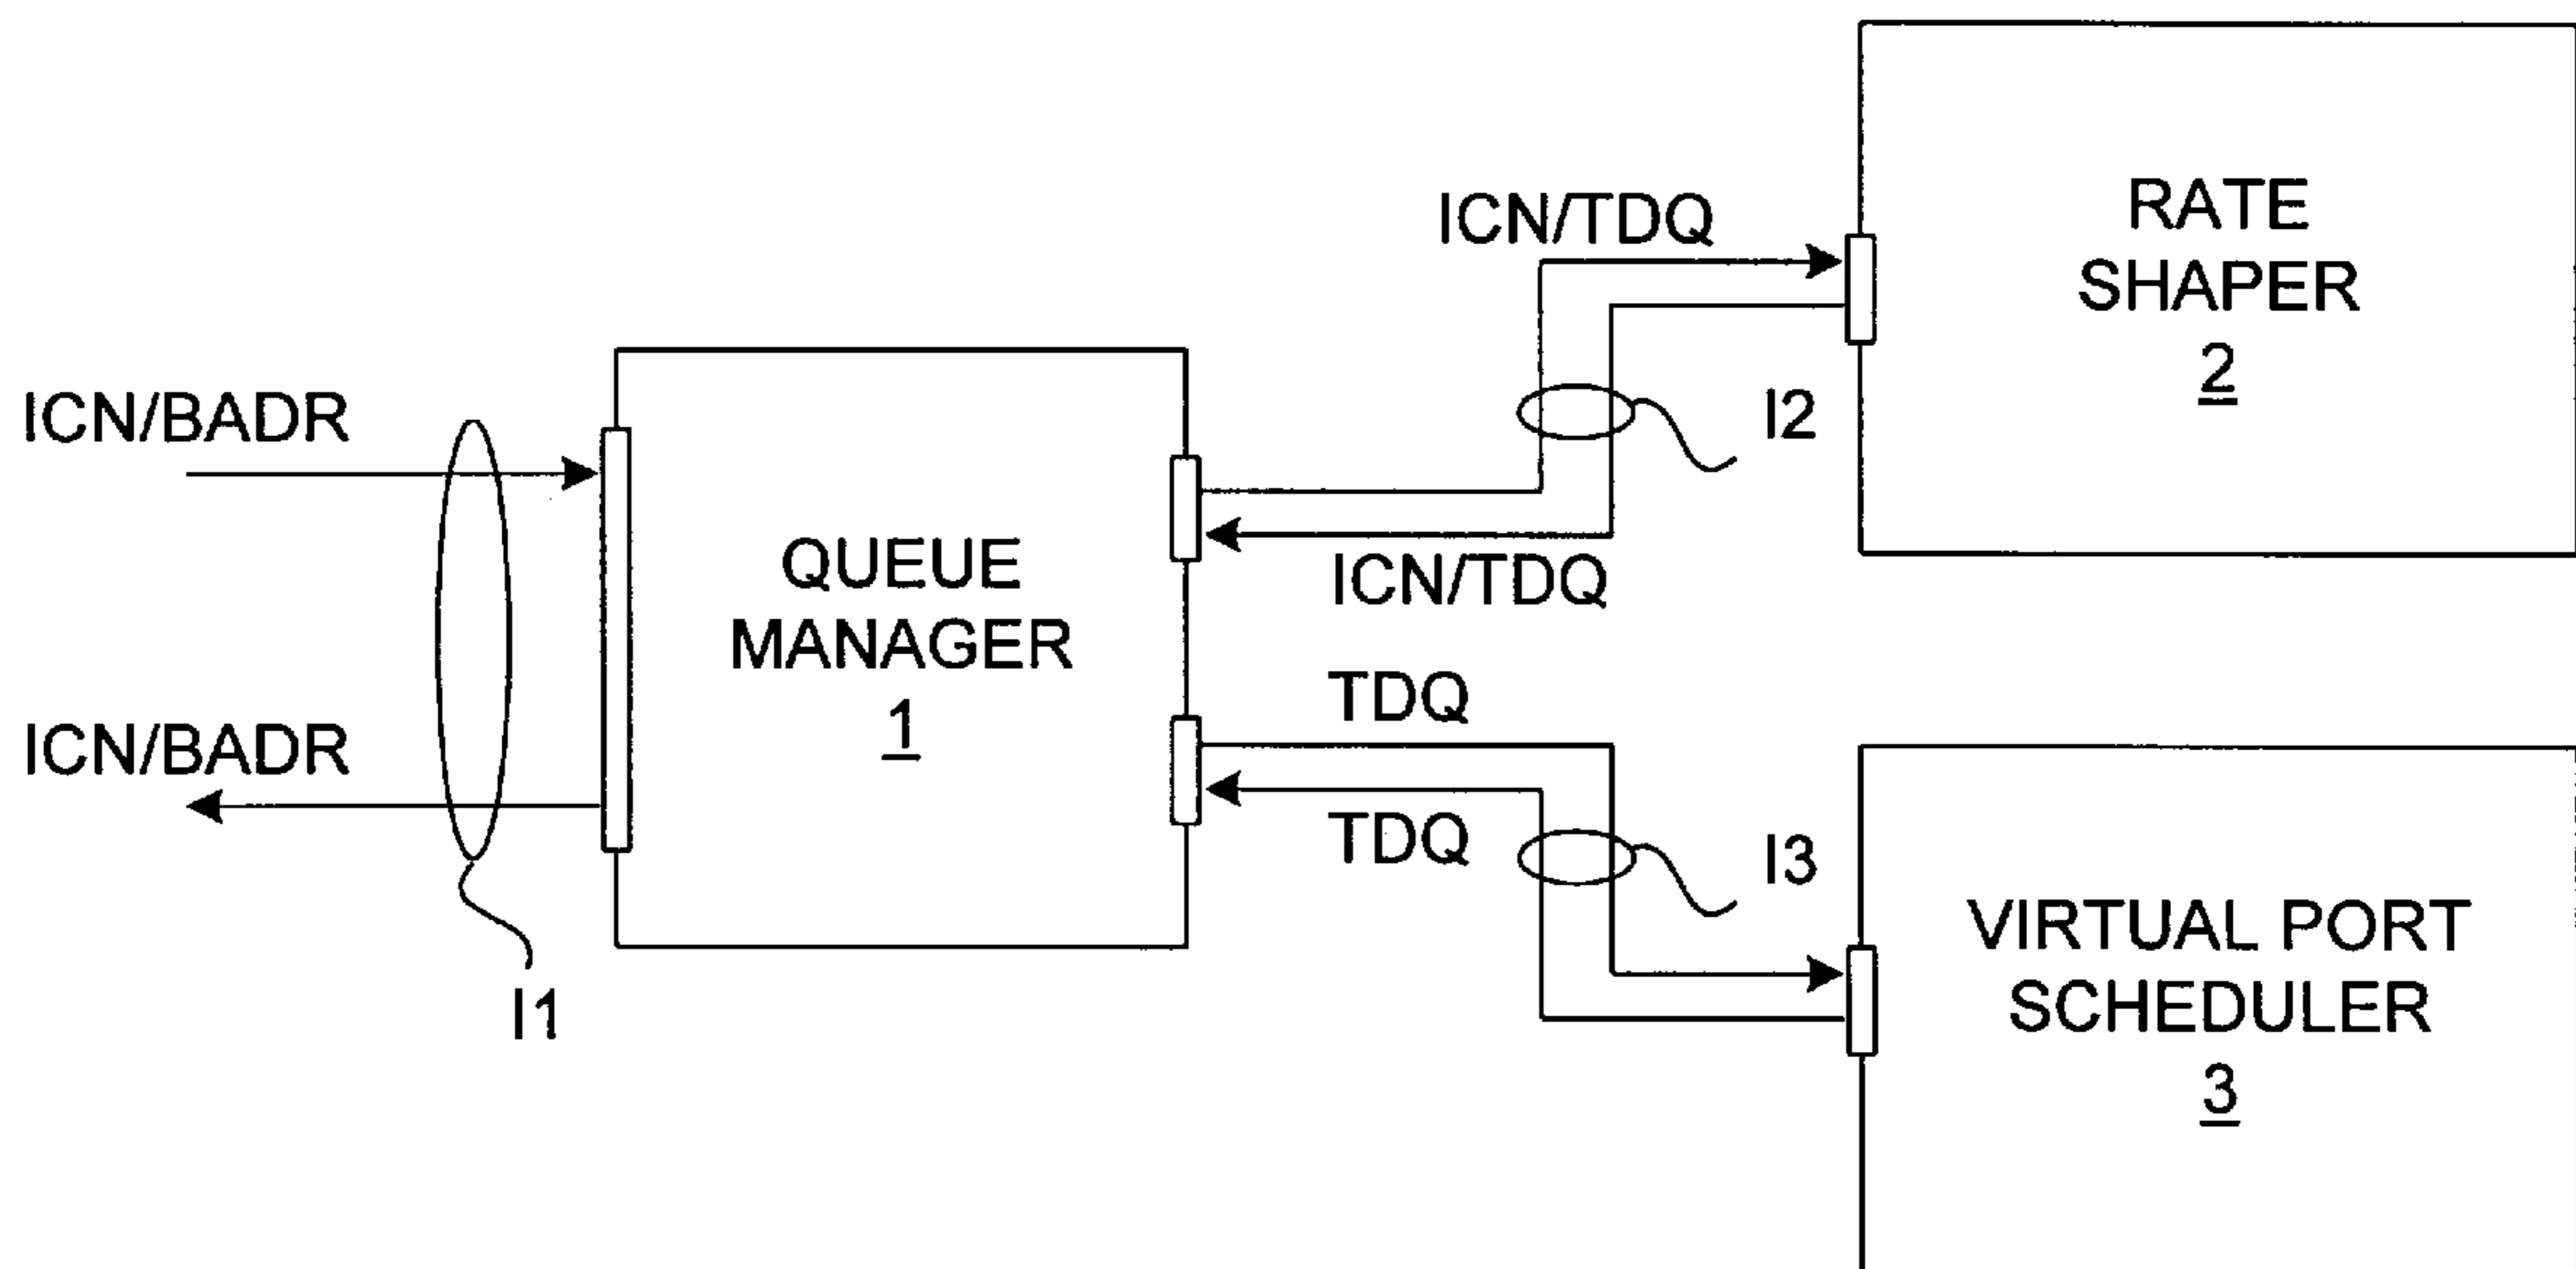 RATE
SHAPER
2
ICN/TDQ
I2
ICN/TDQ
ICN/BADR
ICN/BADR
I1
QUEUE
MANAGER
1
TDQ
TDQ
I3
VIRTUAL PORT
SCHEDULER
3